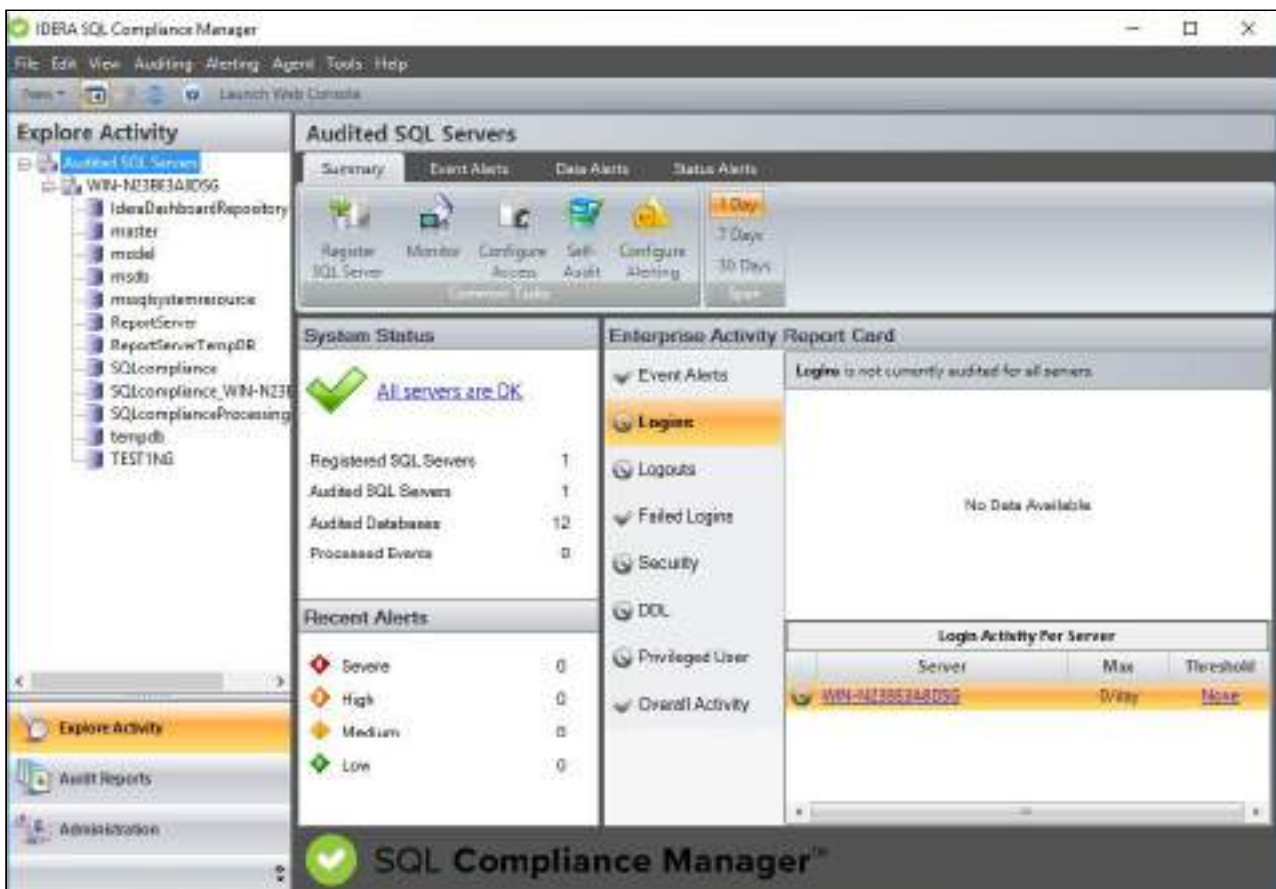 IDERA SQL Compliance Manager
File Edit View Auditing Alerting Agent Tools Help
Launch Web Console
Explore Activity
Audited SQL Servers
IderaDashboardRepository
master
model
msdb
mssqlsystemresource
ReportServer
ReportServerTempDB
SQLcompliance
SQLcompliance_WIN-N23B
SQLcomplianceProcessing
tempdb
TEST1NG
Explore Activity
Audit Reports
Administration
Audited SQL Servers
Summary Event Alerts Data Alerts Status Alerts
Register SQL Server
Monitor
Configure Access
Self-Audit
Configure Alerting
Common Tasks
1 Day
7 Days
30 Days
Span
System Status
All servers are OK
Registered SQL Servers 1
Audited SQL Servers 1
Audited Databases 12
Processed Events 0
Recent Alerts
Severe 0
High 0
Medium 0
Low 0
Enterprise Activity Report Card
Event Alerts
Logins
Logouts
Failed Logins
Security
DDL
Privileged User
Overall Activity
Logins is not currently audited for all servers.
No Data Available
Login Activity Per Server
Server Max Threshold
0/day None
SQL Compliance Manager™